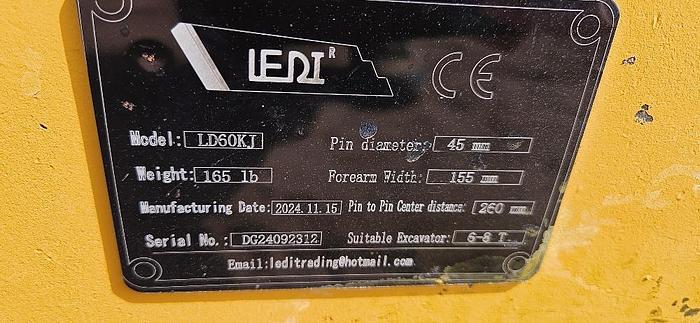 LEDI R
CE
Model: LD60KJ Pin diameter: 45 mm
Weight: 165 lb Forearm Width: 155 mm
Manufacturing Date: 2024.11.15 Pin to Pin Center distance: 260 mm
Serial No.: DG24092312 Suitable Excavator: 6-8 T
Email:leditrading@hotmail.com